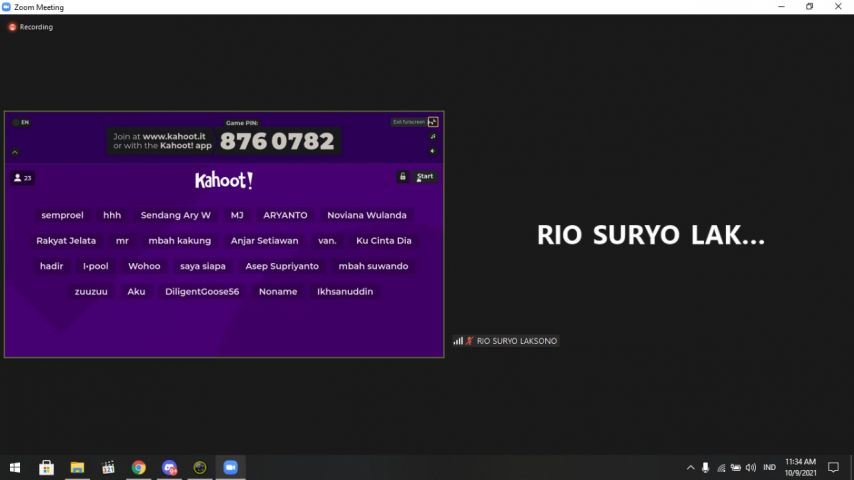 Zoom Meeting
Recording
EN
Game PIN:
Exit fullscreen
Join at www.kahoot.it
or with the Kahoot! app
876 0782
23
Kahoot!
Start
semproel hhh Sendang Ary W MJ ARYANTO Noviana Wulanda
Rakyat Jelata mr mbah kakung Anjar Setiawan van. Ku Cinta Dia
hadir I-pool Wohoo saya siapa Asep Supriyanto mbah suwando
zuuzuu Aku DiligentGoose56 Noname Ikhsanuddin
RIO SURYO LAK...
RIO SURYO LAKSONO
321
IND
11:34 AM
10/9/2021